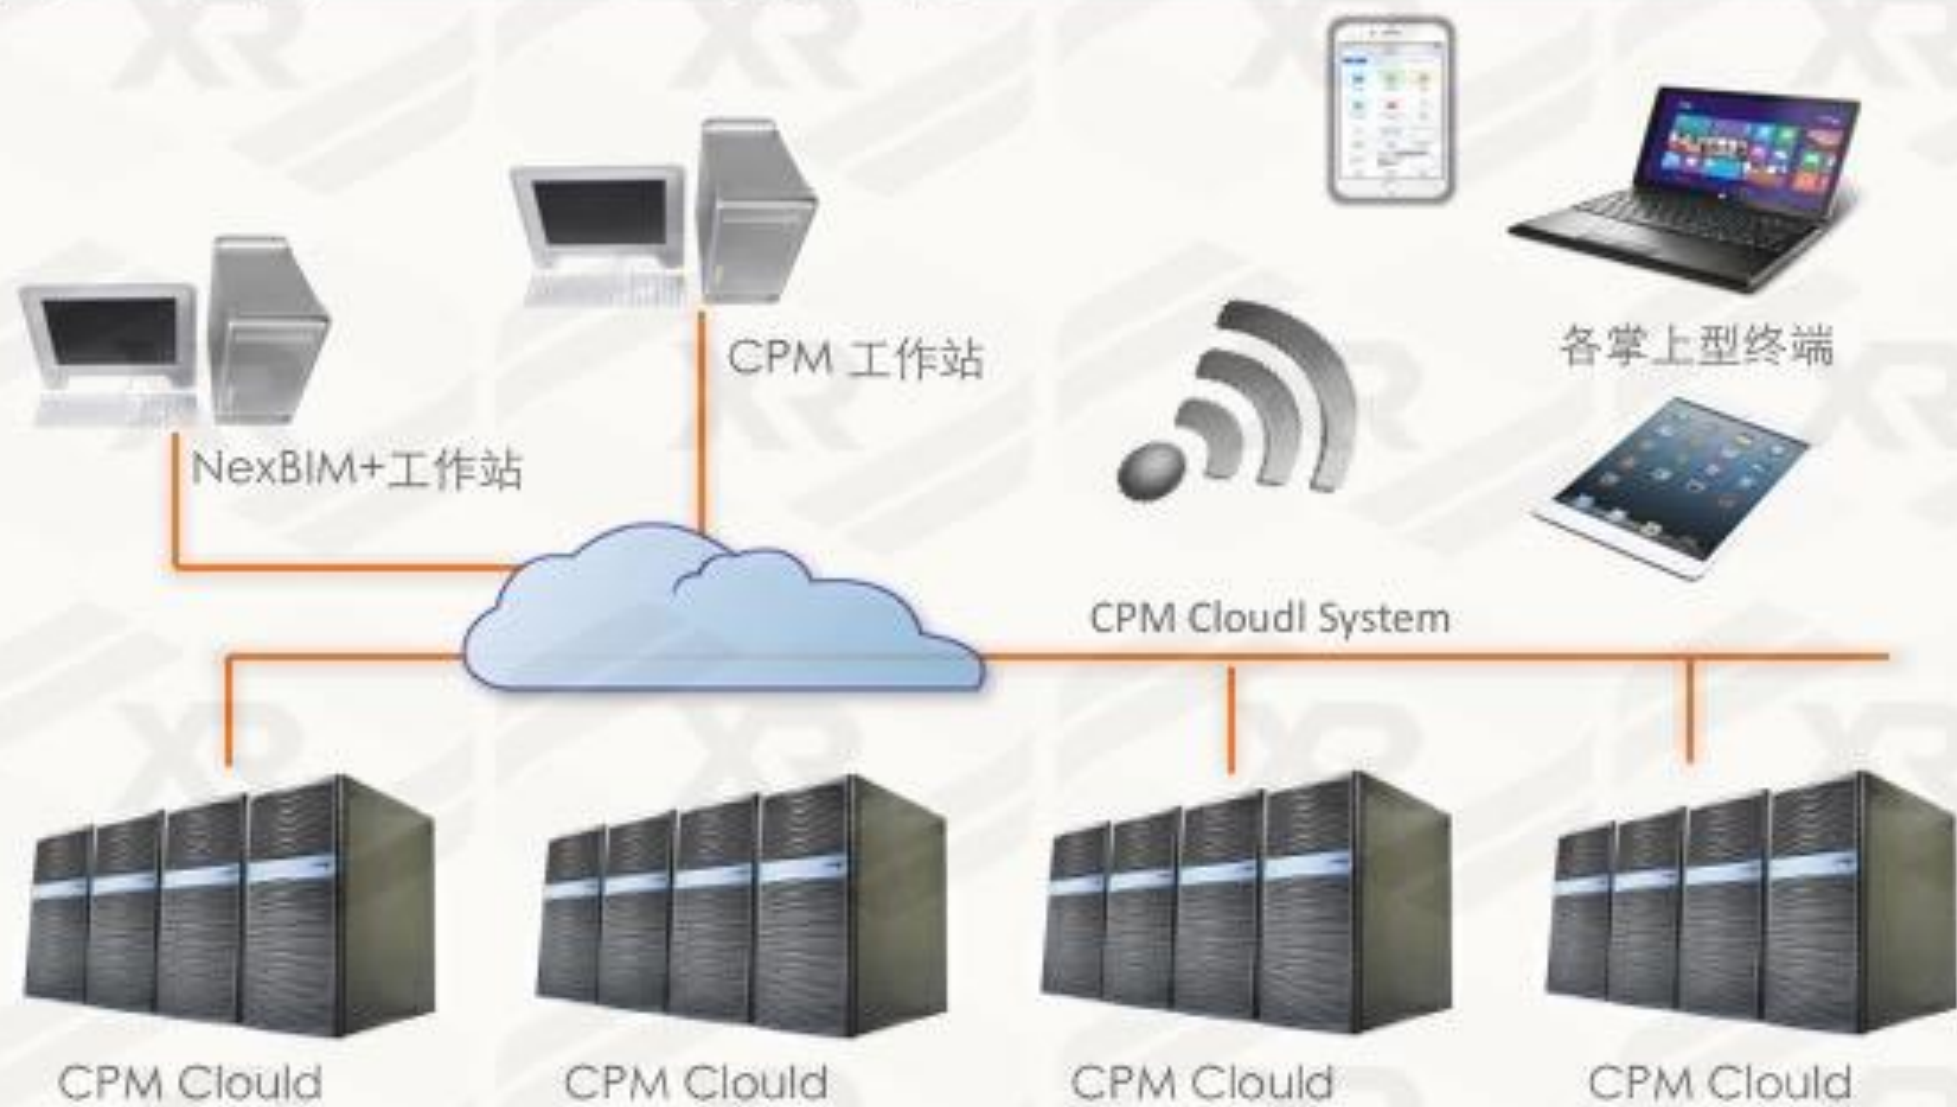 CPM 工作站
各掌上型终端
NexBIM+工作站
CPM Cloudl System
CPM Clould
CPM Clould
CPM Clould
CPM Clould